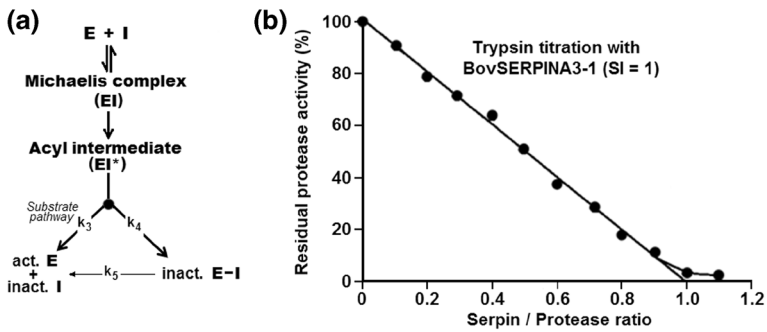 (a)
E + I
Michaelis complex
(EI)
Acyl intermediate
(EI*)
Substrate
pathway
k3
k4
act. E
+
inact. I
k5
inact. E–I
(b)
Trypsin titration with
BovSERPINA3-1 (SI = 1)
Residual protease activity (%)
100
80
60
40
20
0
0
0.2
0.4
0.6
0.8
1.0
1.2
Serpin / Protease ratio